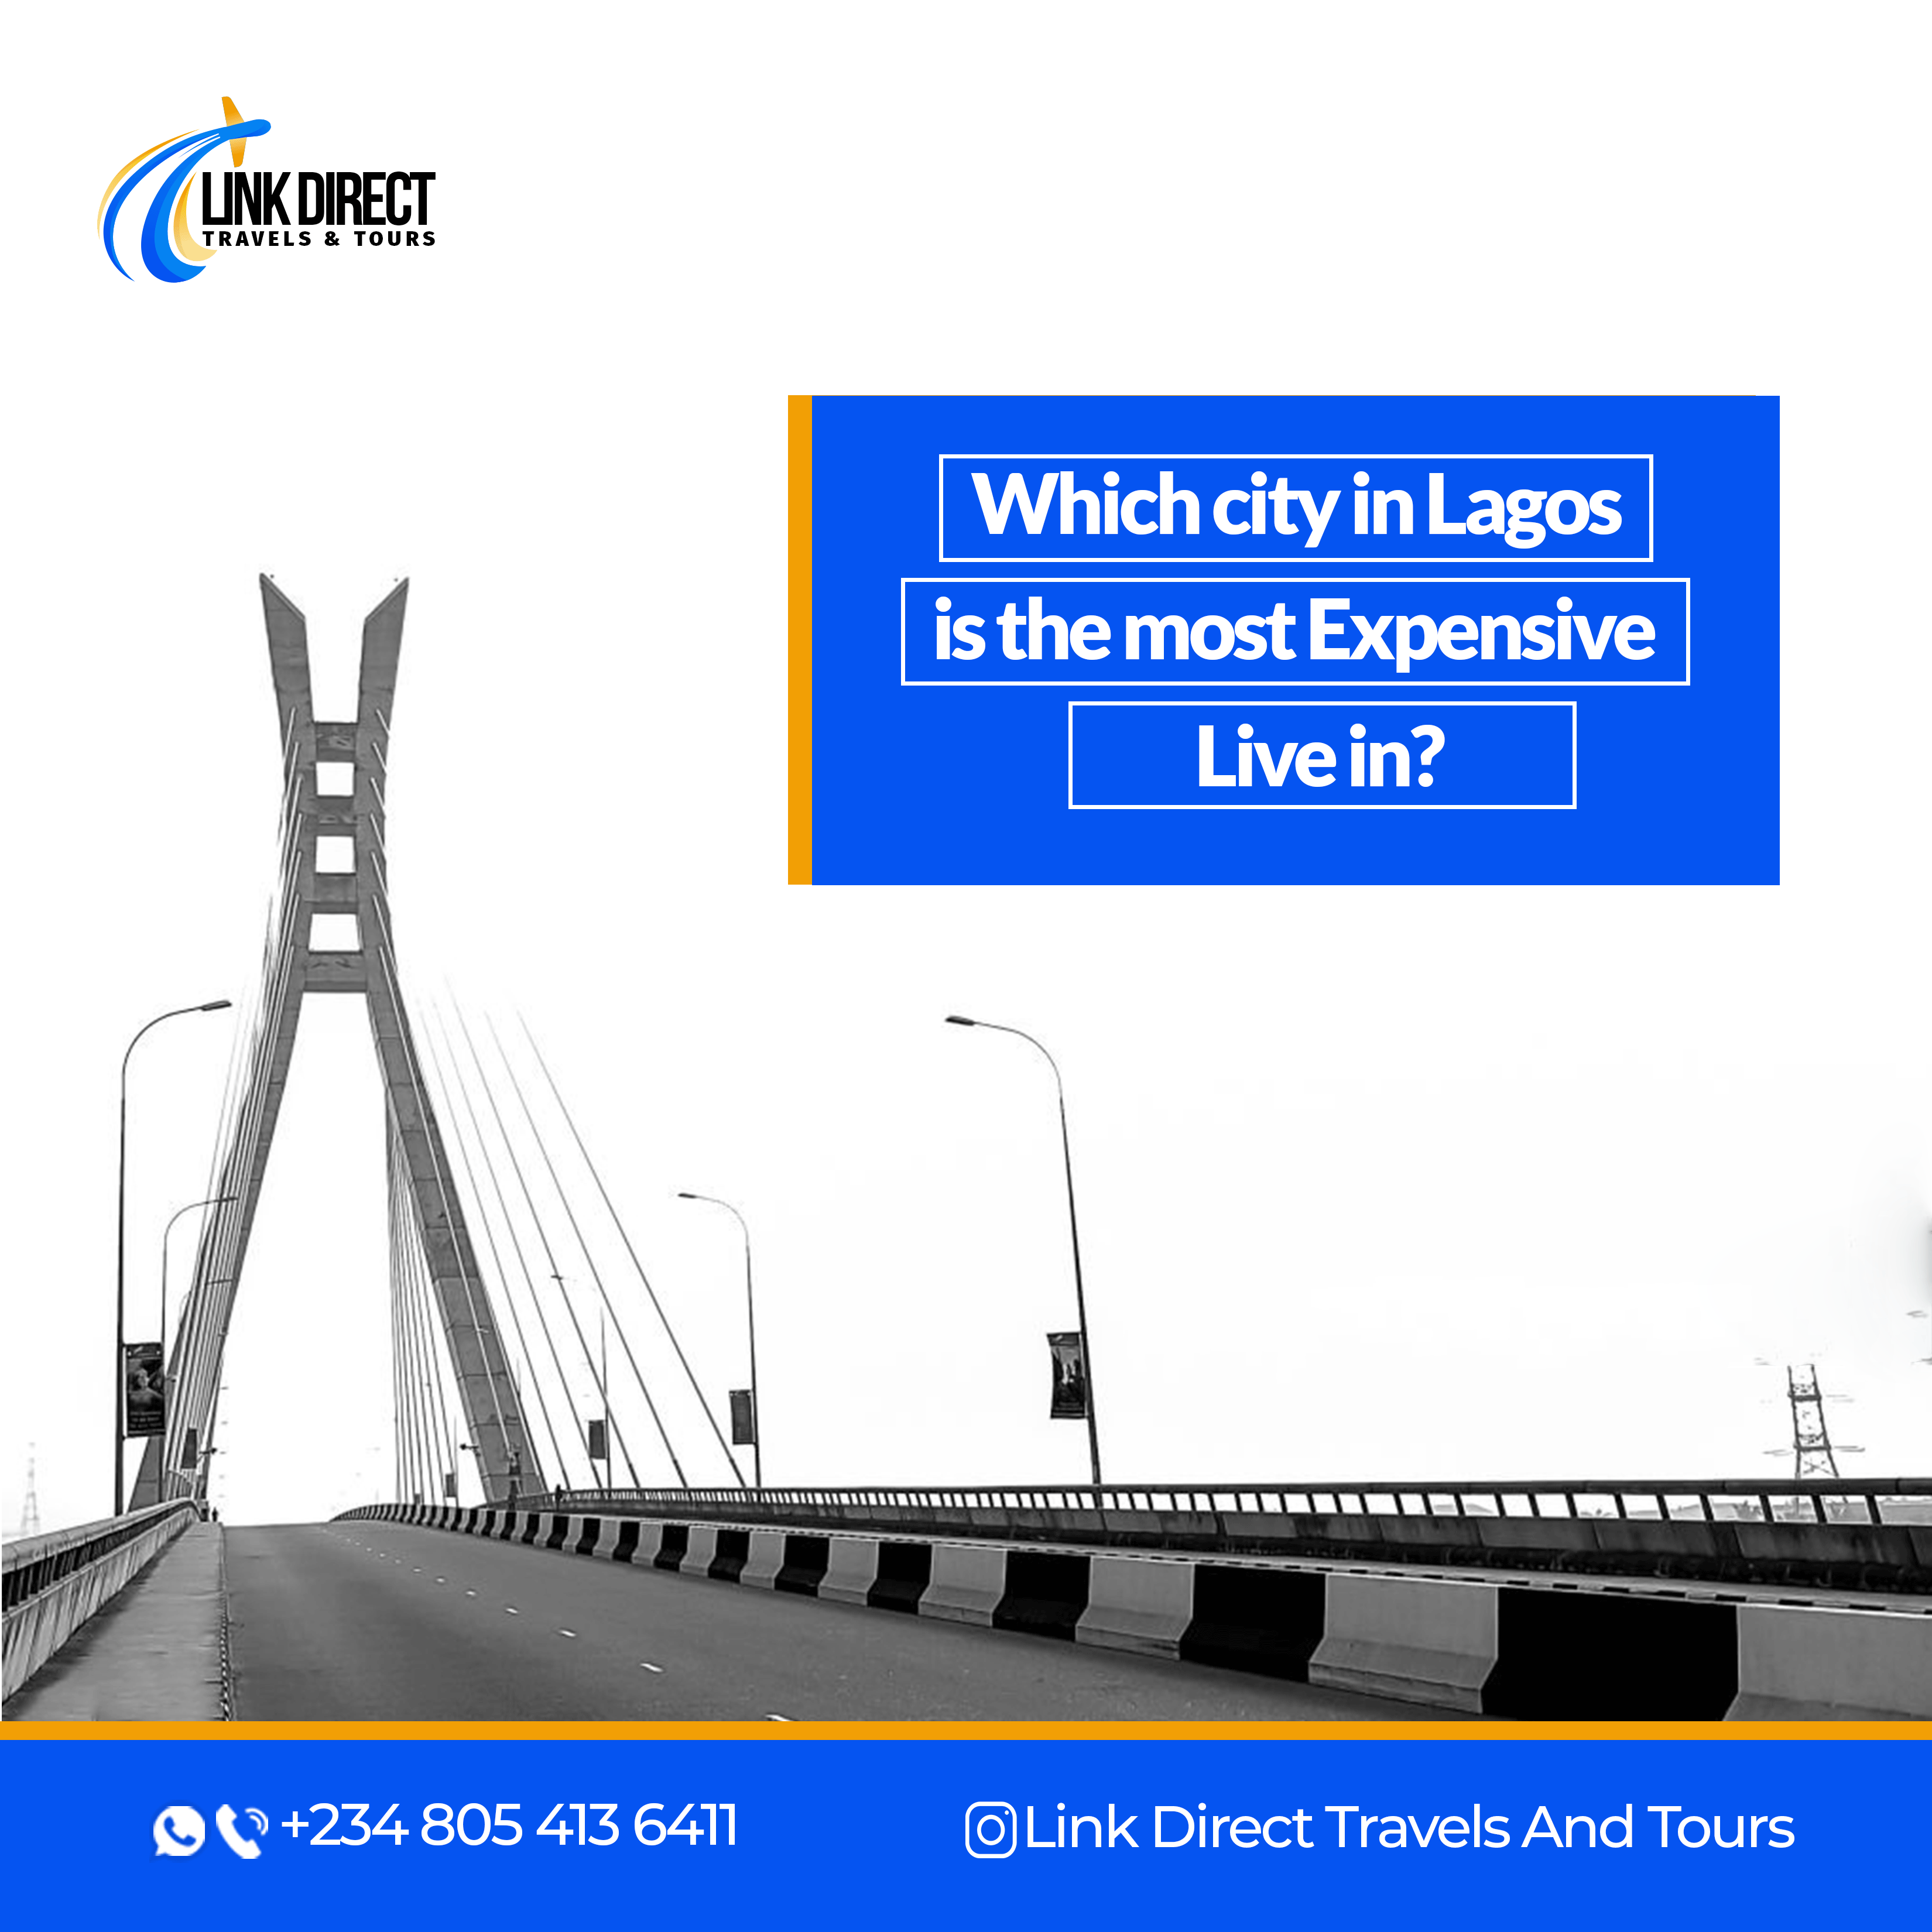 LINK DIRECT
TRAVELS & TOURS
Which city in Lagos
is the most Expensive
Live in?
+234 805 413 6411
Link Direct Travels And Tours